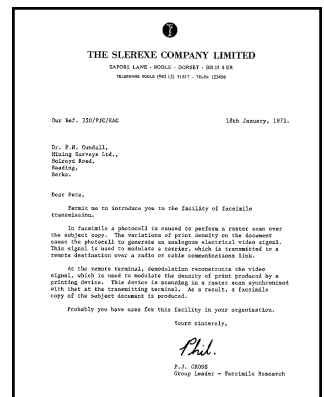 THE SLEREXE COMPANY LIMITED
SAPORS LANE - BOOLE - DORSET - BH 25 8 ER
TELEPHONE BOOLE (945 13) 51617 - TELEX 123456
Our Ref. 350/PJC/EAC
18th January, 1972.
Dr. P.N. Cundall,
Mining Surveys Ltd.,
Holroyd Road,
Reading,
Berks.
Dear Pete,
Permit me to introduce you to the facility of facsimile
transmission.
In facsimile a photocell is caused to perform a raster scan over
the subject copy. The variations of print density on the document
cause the photocell to generate an analogous electrical video signal.
This signal is used to modulate a carrier, which is transmitted to a
remote destination over a radio or cable communications link.
At the remote terminal, demodulation reconstructs the video
signal, which is used to modulate the density of print produced by a
printing device. This device is scanning in a raster scan synchronised
with that at the transmitting terminal. As a result, a facsimile
copy of the subject document is produced.
Probably you have uses for this facility in your organisation.
Yours sincerely,
Phil.
P.J. CROSS
Group Leader - Facsimile Research